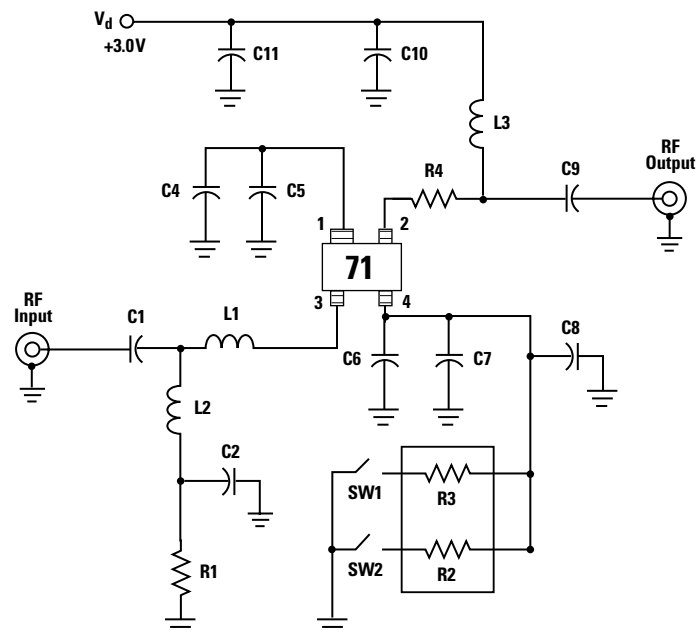 Vd
+3.0V
C11
C10
L3
RF
Output
C9
R4
C4
C5
1
2
71
3
4
RF
Input
C1
L1
C6
C7
C8
L2
C2
SW1
R3
R1
SW2
R2